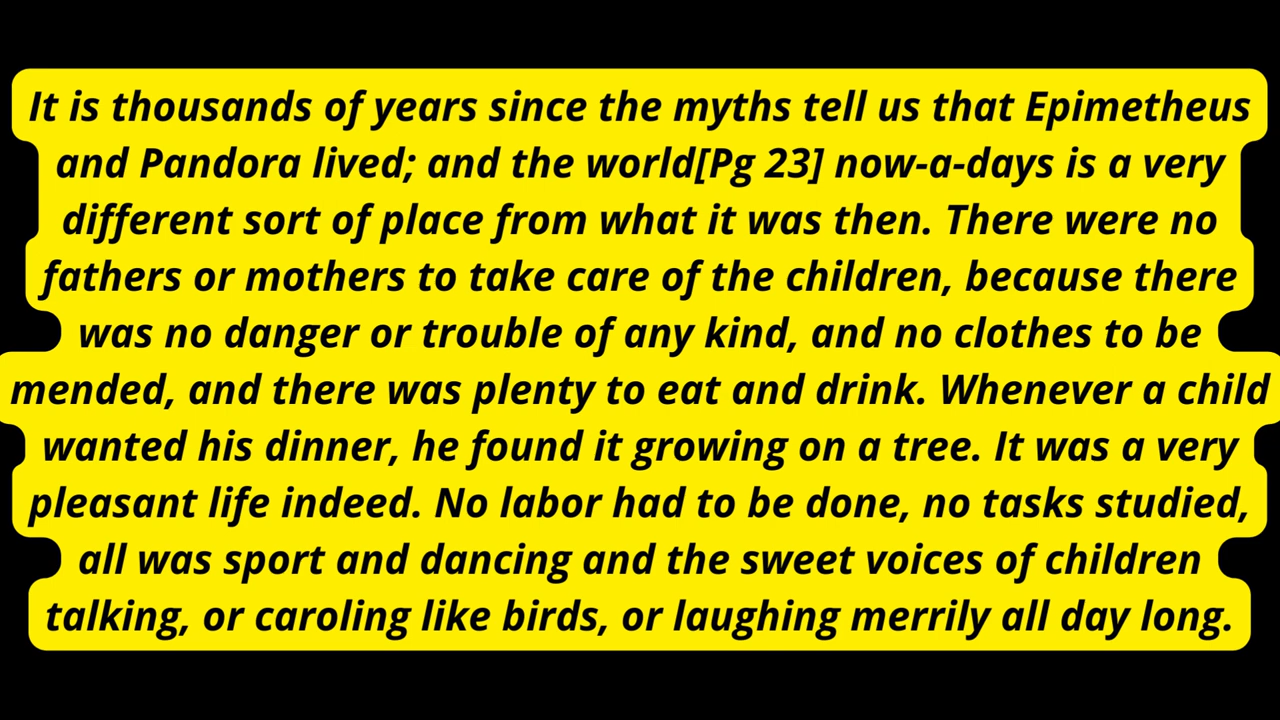 It is thousands of years since the myths tell us that Epimetheus
and Pandora lived; and the world[Pg 23] now-a-days is a very
different sort of place from what it was then. There were no
fathers or mothers to take care of the children, because there
was no danger or trouble of any kind, and no clothes to be
mended, and there was plenty to eat and drink. Whenever a child
wanted his dinner, he found it growing on a tree. It was a very
pleasant life indeed. No labor had to be done, no tasks studied,
all was sport and dancing and the sweet voices of children
talking, or caroling like birds, or laughing merrily all day long.